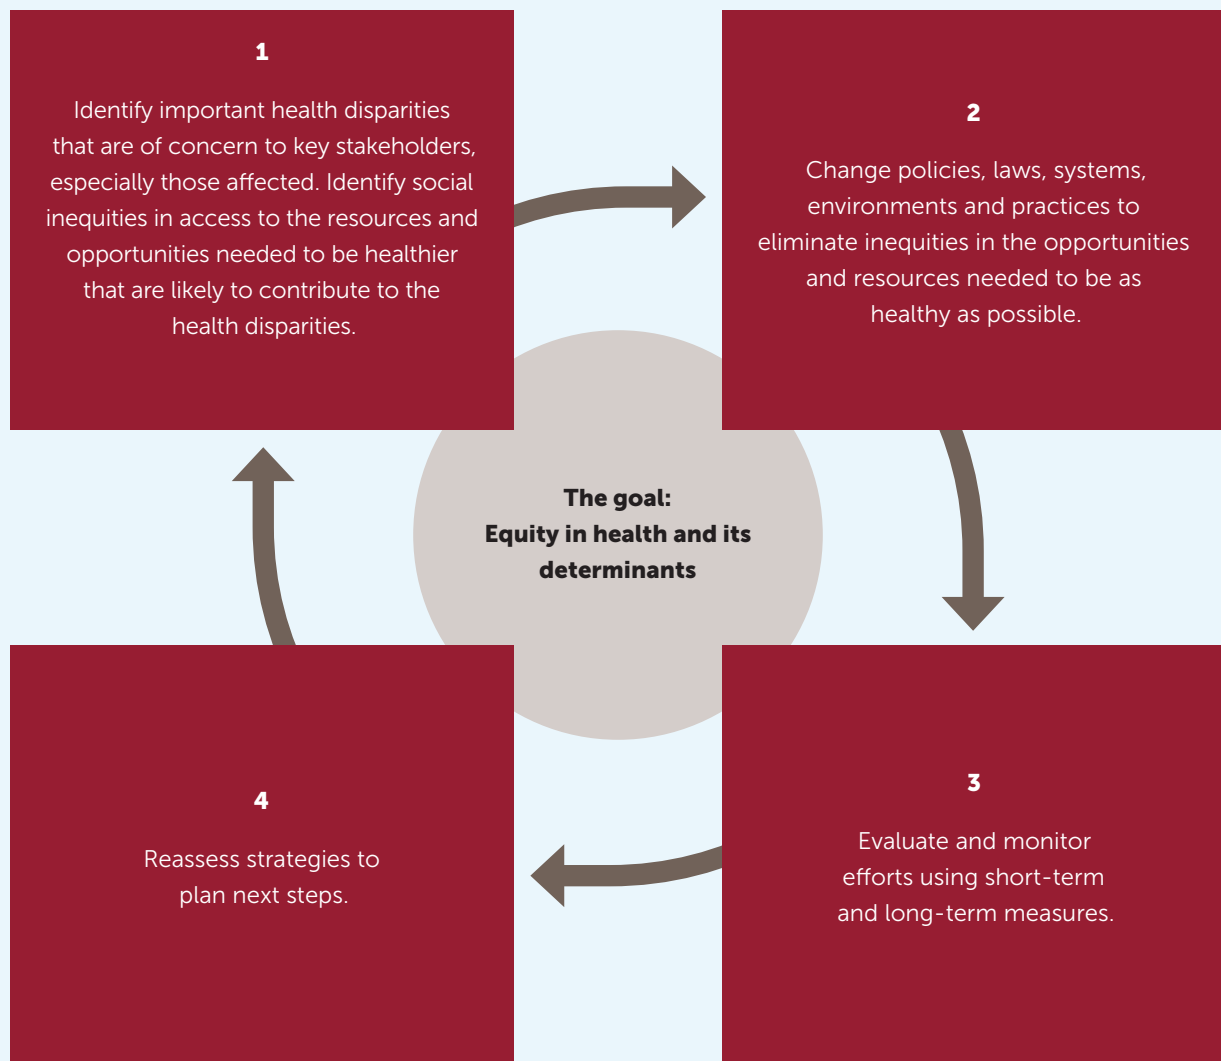 1
Identify important health disparities
that are of concern to key stakeholders,
especially those affected. Identify social
inequities in access to the resources and
opportunities needed to be healthier
that are likely to contribute to the
health disparities.
2
Change policies, laws, systems,
environments and practices to
eliminate inequities in the opportunities
and resources needed to be as
healthy as possible.
The goal:
Equity in health and its
determinants
3
Evaluate and monitor
efforts using short-term
and long-term measures.
4
Reassess strategies to
plan next steps.